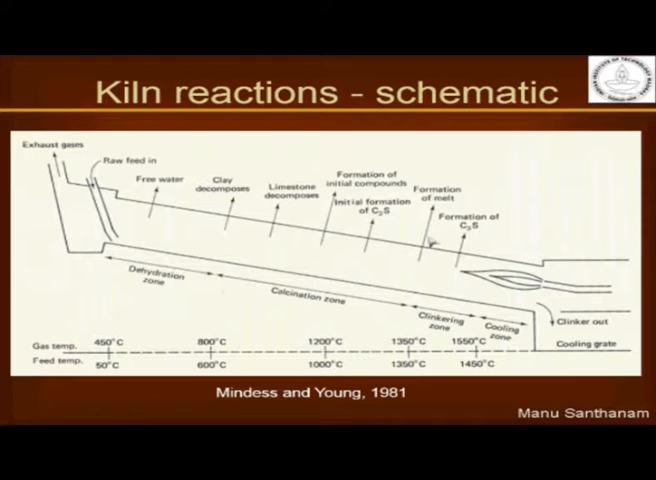 Kiln reactions - schematic
Exhaust gases
Raw feed in
Free water
Clay
decomposes
Limestone
decomposes
Formation of
initial compounds
Initial formation
of C₂S
Formation
of melt
Formation of
C₃S
Dehydration
zone
Calcination zone
Clinkering
zone
Cooling
zone
Clinker out
Cooling grate
Gas temp. 450°C 800°C 1200°C 1350°C 1550°C
Feed temp. 50°C 600°C 1000°C 1350°C 1450°C
Mindess and Young, 1981
Manu Santhanam